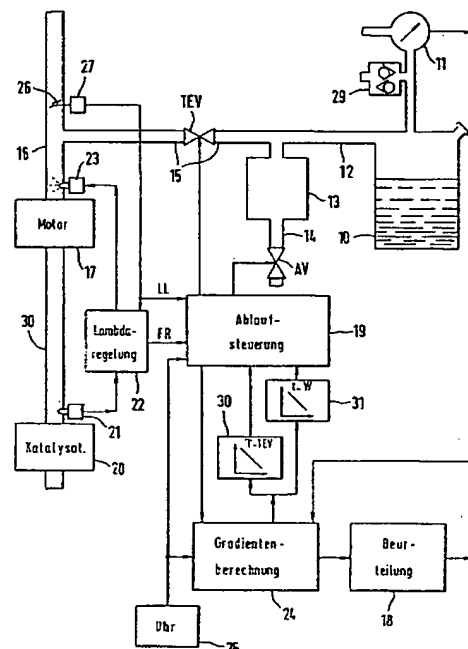 26
27
TEV
11
29
16
23
15
12
13
10
14
Motor
17
AV
LL
30
Lambda-
regelung
22
FR
Ablauf-
steuerung
19
21
Katalysat.
20
30
T-TEV
t-W
31
Gradienten-
berechnung
24
Beur-
teilung
18
Uhr
25